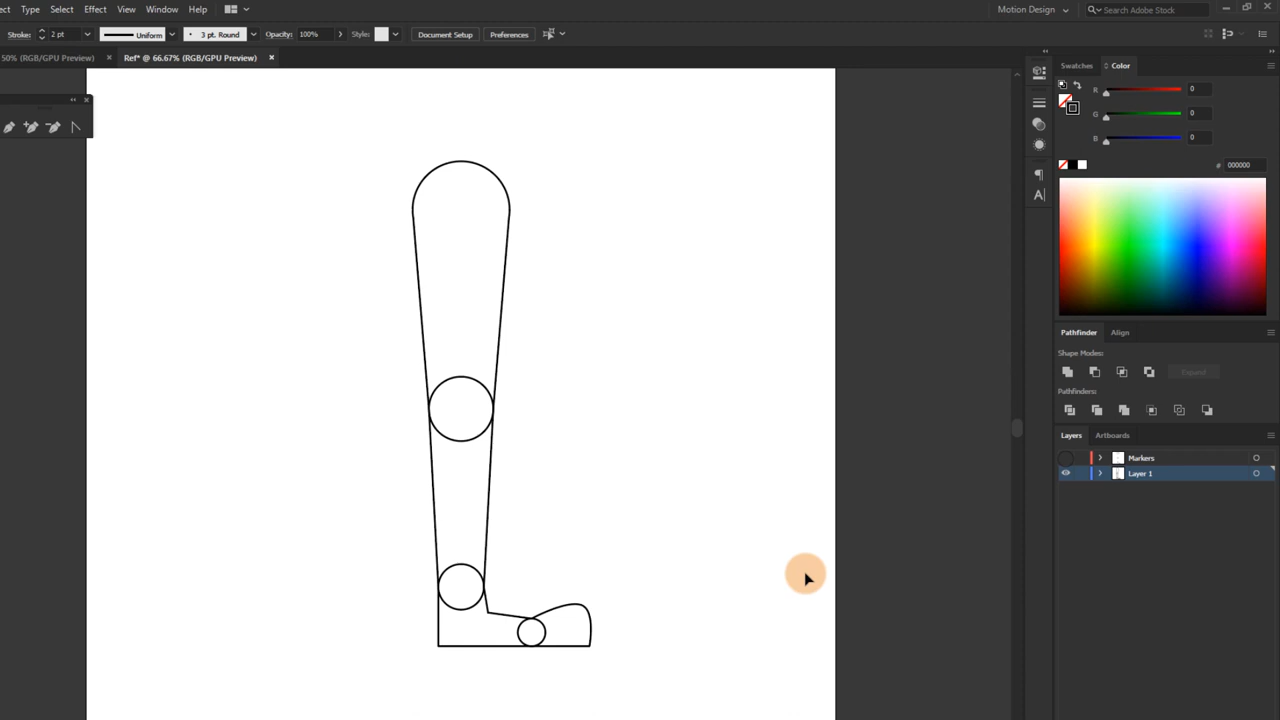 ect Type Select Effect View Window Help Motion Design Search Adobe Stock
Stroke: 2 pt Uniform 3 pt. Round Opacity: 100% Style: Document Setup Preferences
50% (RGB/GPU Preview) × Ref* @ 66.67% (RGB/GPU Preview) ×
Swatches Color
R 0
G 0
B 0
# 000000
Pathfinder Align
Shape Modes:
Expand
Pathfinders:
Layers Artboards
Markers
Layer 1